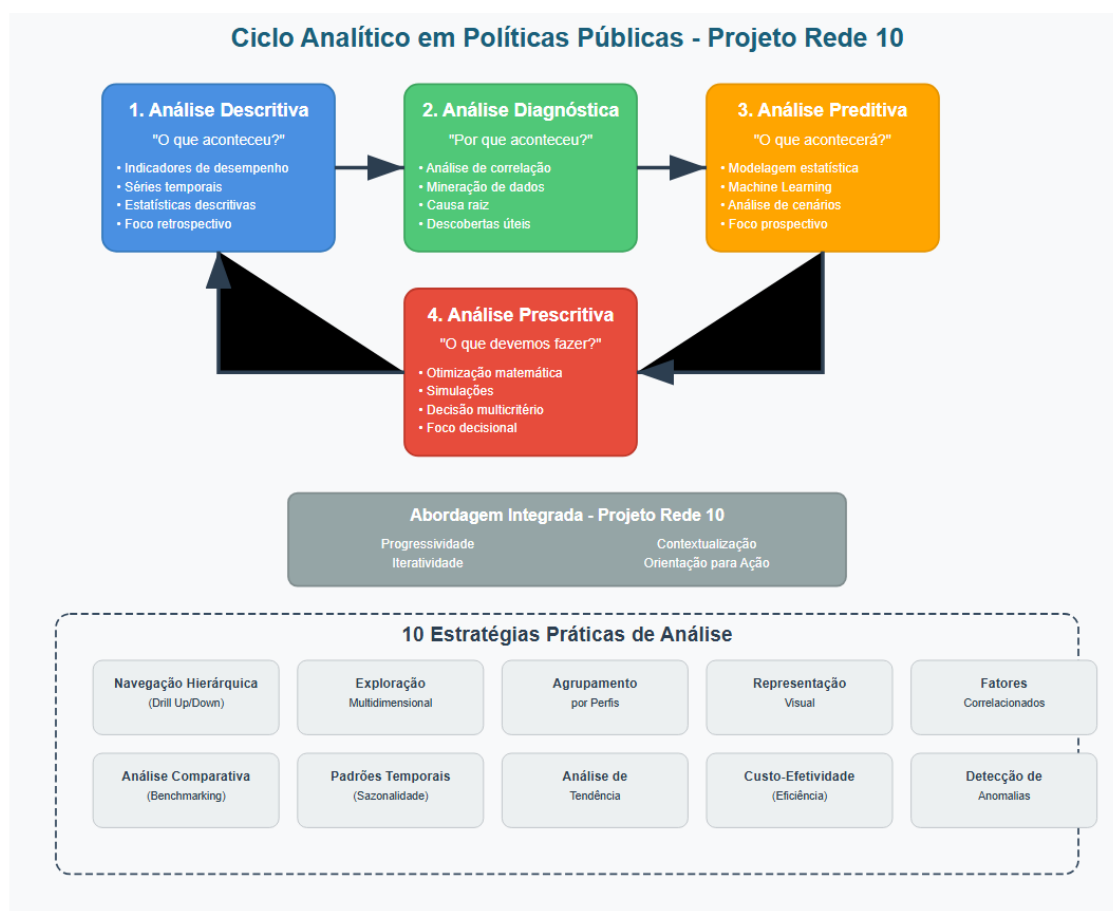 Ciclo Analítico em Políticas Públicas - Projeto Rede 10
1. Análise Descritiva
"O que aconteceu?"
• Indicadores de desempenho
• Séries temporais
• Estatísticas descritivas
• Foco retrospectivo
2. Análise Diagnóstica
"Por que aconteceu?"
• Análise de correlação
• Mineração de dados
• Causa raiz
• Descobertas úteis
3. Análise Preditiva
"O que acontecerá?"
• Modelagem estatística
• Machine Learning
• Análise de cenários
• Foco prospectivo
4. Análise Prescritiva
"O que devemos fazer?"
• Otimização matemática
• Simulações
• Decisão multicritério
• Foco decisional
Abordagem Integrada - Projeto Rede 10
Progressividade
Iteratividade
Contextualização
Orientação para Ação
10 Estratégias Práticas de Análise
Navegação Hierárquica
(Drill Up/Down)
Exploração
Multidimensional
Agrupamento
por Perfis
Representação
Visual
Fatores
Correlacionados
Análise Comparativa
(Benchmarking)
Padrões Temporais
(Sazonalidade)
Análise de
Tendência
Custo-Efetividade
(Eficiência)
Detecção de
Anomalias